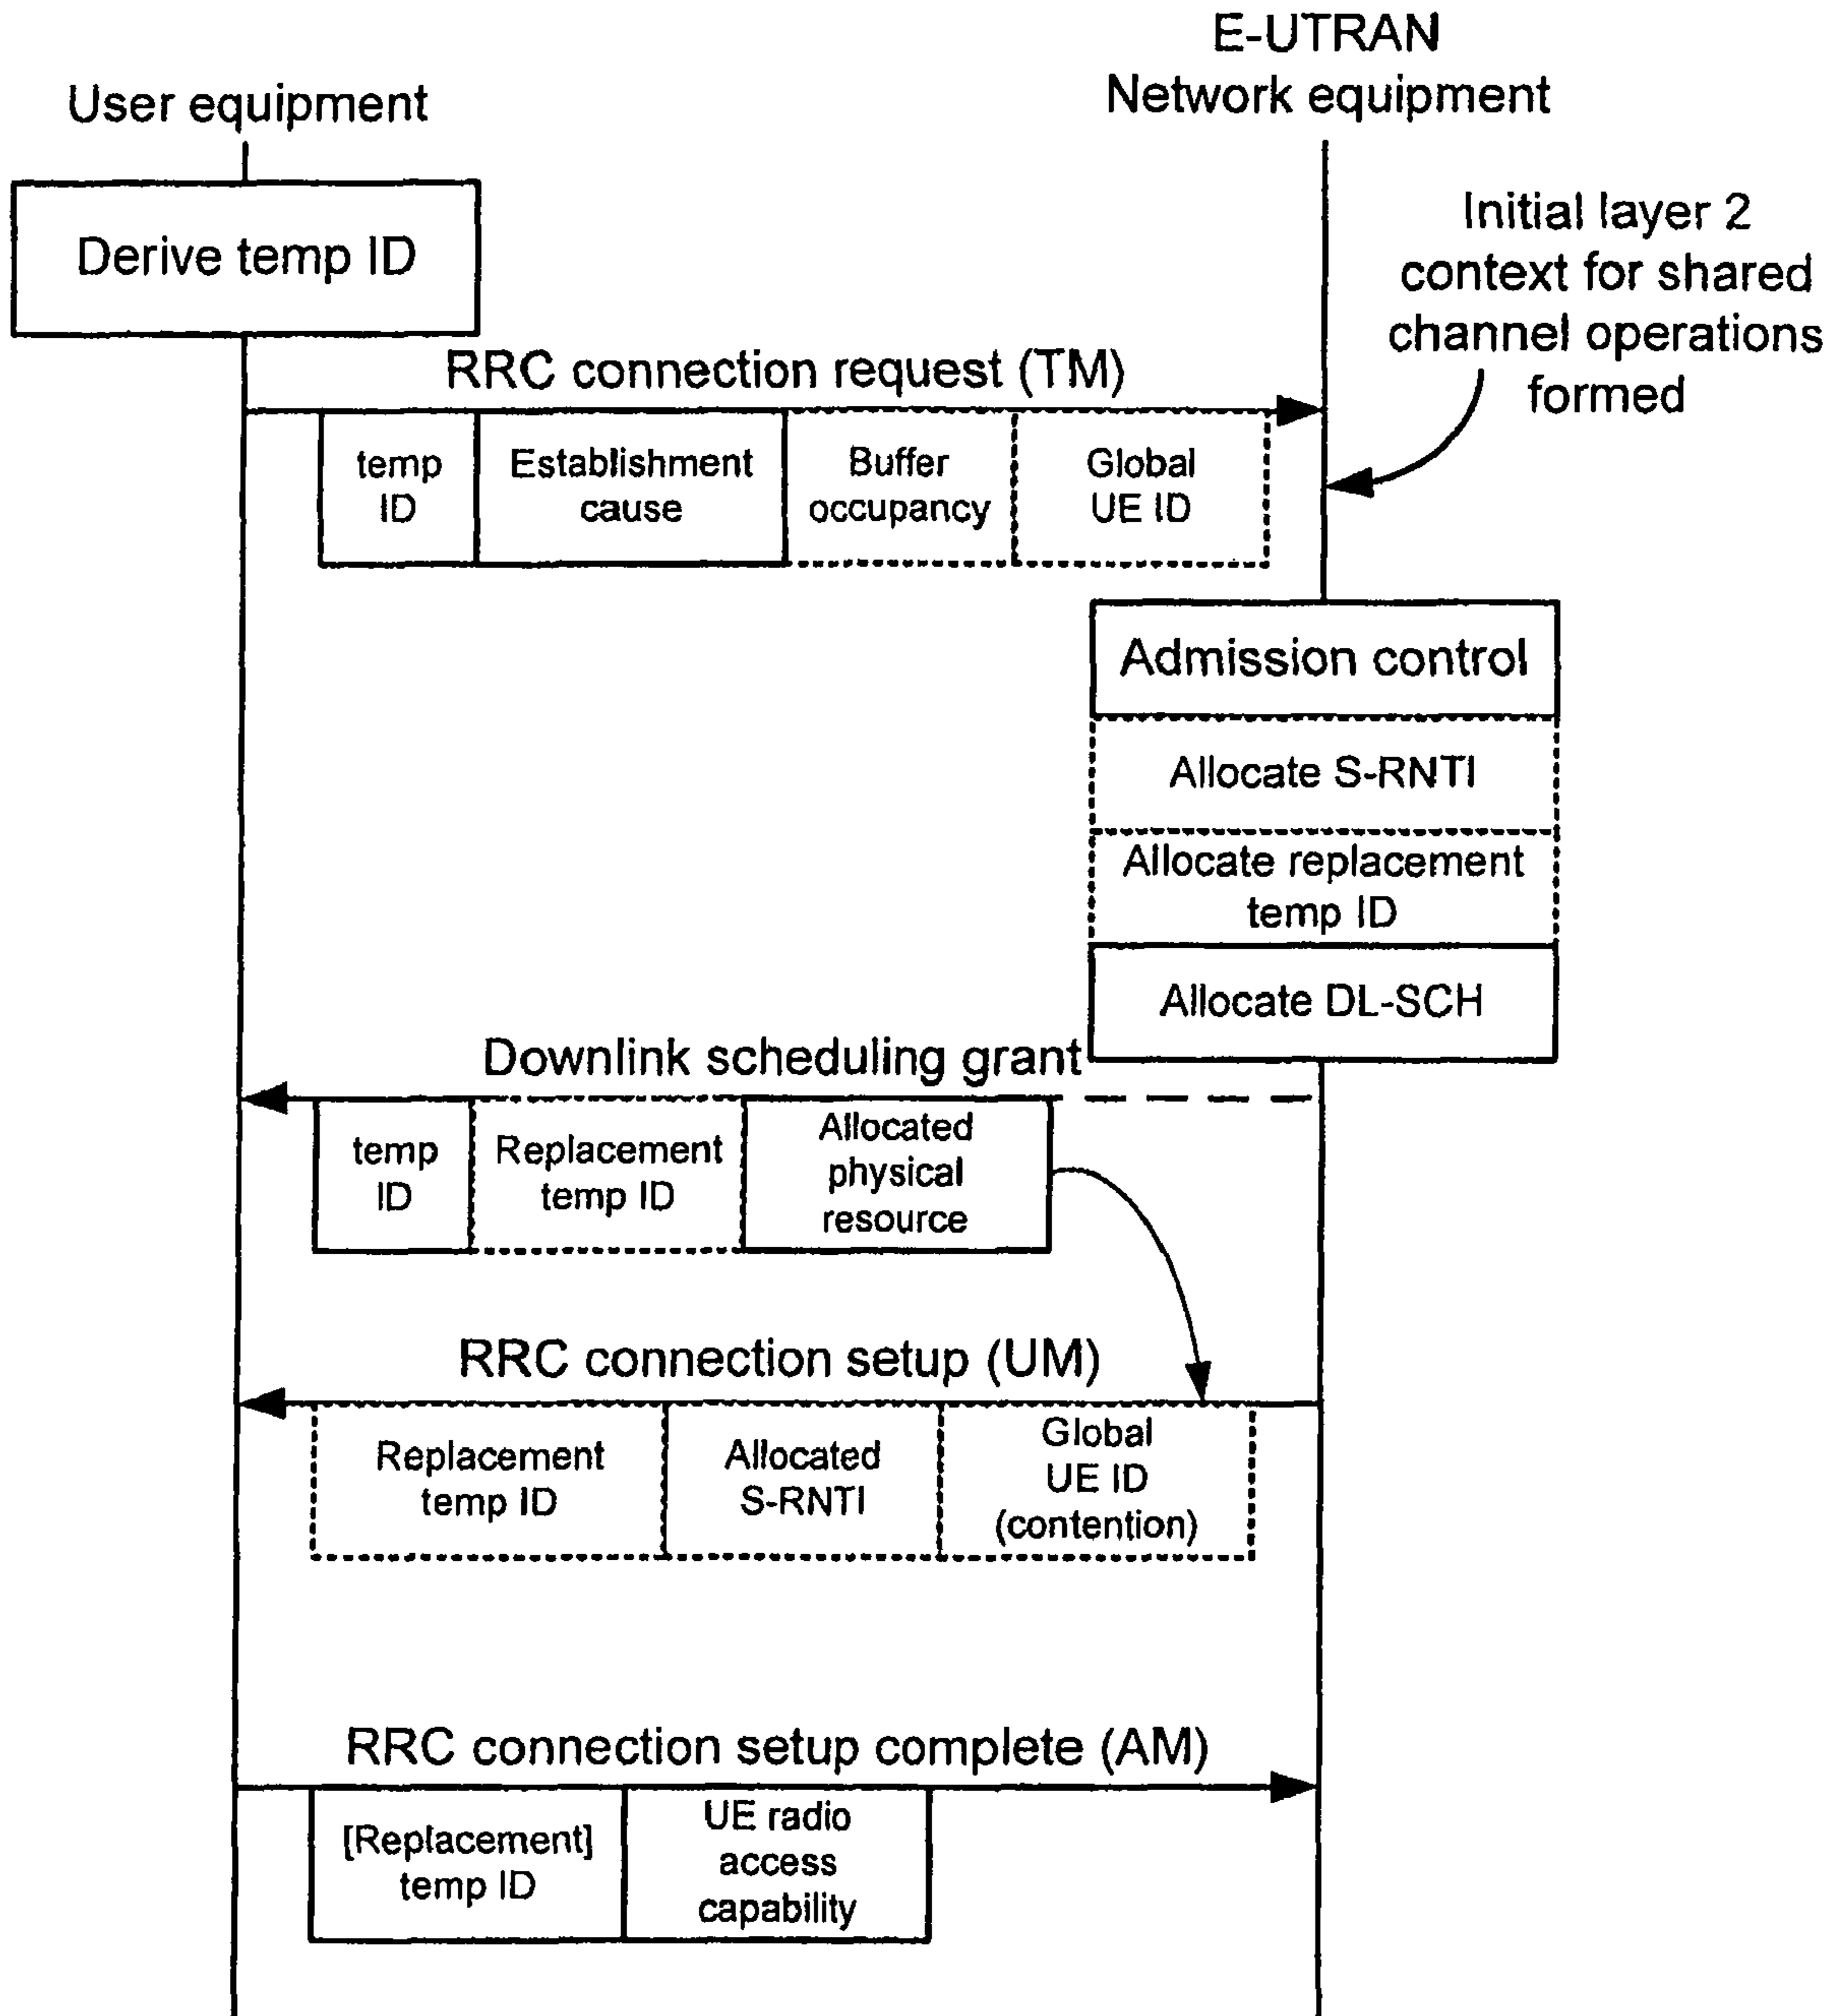 E-UTRAN
Network equipment
User equipment
Derive temp ID
Initial layer 2
context for shared
channel operations
formed
RRC connection request (TM)
temp
ID
Establishment
cause
Buffer
occupancy
Global
UE ID
Admission control
Allocate S-RNTI
Allocate replacement
temp ID
Allocate DL-SCH
Downlink scheduling grant
temp
ID
Replacement
temp ID
Allocated
physical
resource
RRC connection setup (UM)
Replacement
temp ID
Allocated
S-RNTI
Global
UE ID
(contention)
RRC connection setup complete (AM)
[Replacement]
temp ID
UE radio
access
capability